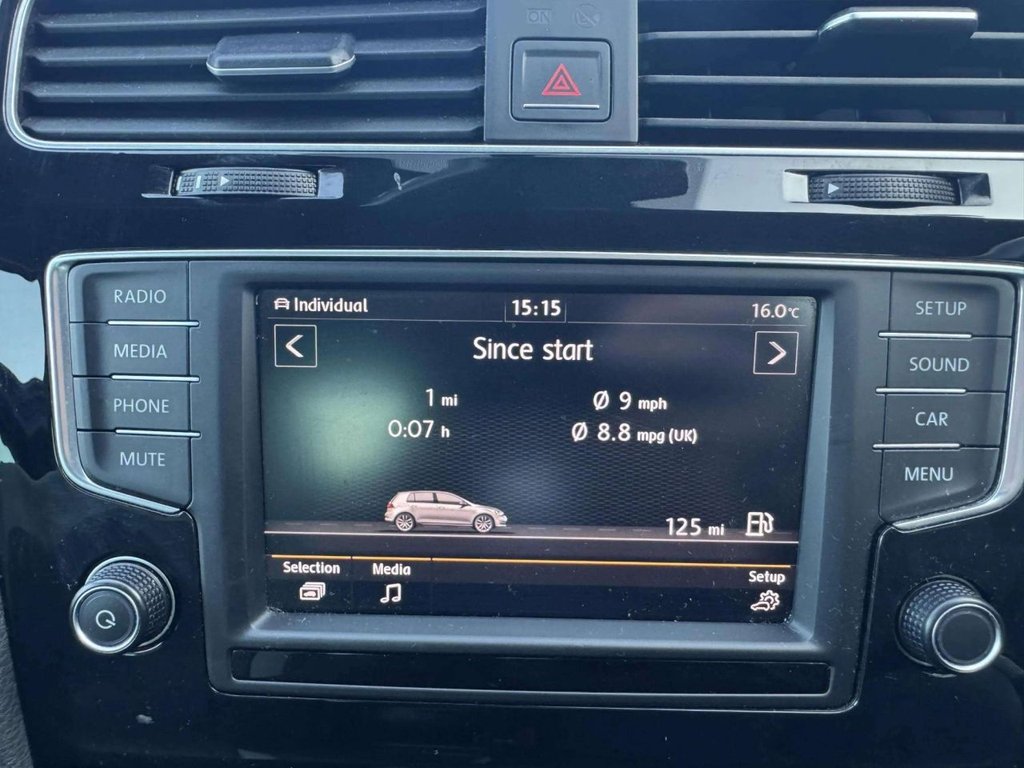 ON
RADIO
MEDIA
PHONE
MUTE
Individual 15:15 16.0°C
Since start
1 mi Ø 9 mph
0:07 h Ø 8.8 mpg (UK)
125 mi
Selection Media Setup
SETUP
SOUND
CAR
MENU